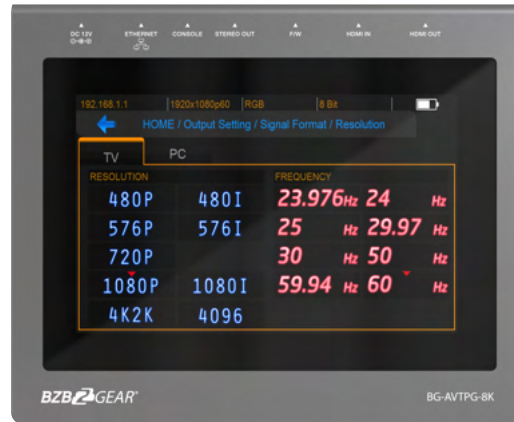 DC 12V ETHERNET CONSOLE STEREO OUT F/W HDMI IN HDMI OUT
192.168.1.1 1920x1080p60 RGB 8 Bit
HOME / Output Setting / Signal Format / Resolution
TV PC
RESOLUTION FREQUENCY
480P 480I 23.976Hz 24 Hz
576P 576I 25 Hz 29.97 Hz
720P 30 Hz 50 Hz
1080P 1080I 59.94 Hz 60 Hz
4K2K 4096
BZBGEAR BG-AVTPG-8K